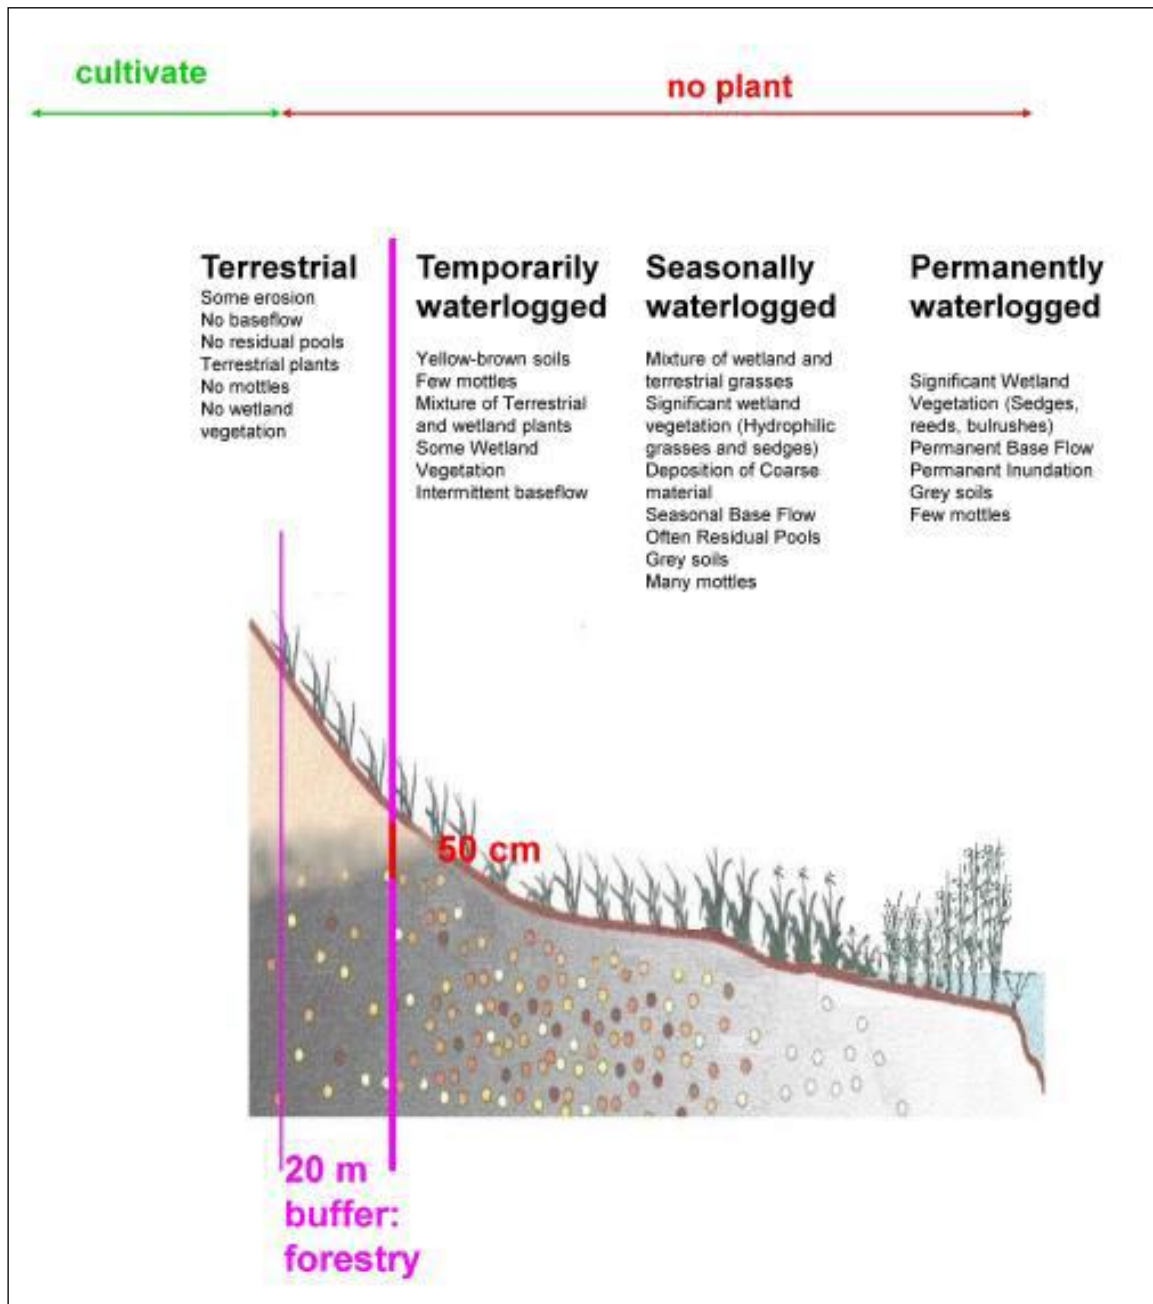 cultivate
no plant
Terrestrial
Some erosion
No baseflow
No residual pools
Terrestrial plants
No mottles
No wetland
vegetation
Temporarily
waterlogged
Yellow-brown soils
Few mottles
Mixture of Terrestrial
and wetland plants
Some Wetland
Vegetation
Intermittent baseflow
Seasonally
waterlogged
Mixture of wetland and
terrestrial grasses
Significant wetland
vegetation (Hydrophilic
grasses and sedges)
Deposition of Coarse
material
Seasonal Base Flow
Often Residual Pools
Grey soils
Many mottles
Permanently
waterlogged
Significant Wetland
Vegetation (Sedges,
reeds, bulrushes)
Permanent Base Flow
Permanent Inundation
Grey soils
Few mottles
50 cm
20 m
buffer:
forestry